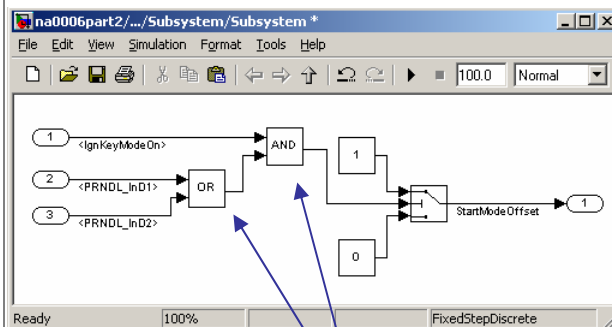 na0006part2/.../Subsystem/Subsystem *
File Edit View Simulation Format Tools Help
100.0 Normal
1
<IgnKeyModeOn>
AND
1
2
<PRNDL_InD1>
OR
3
<PRNDL_InD2>
StartModeOffset
1
0
Ready 100% FixedStepDiscrete